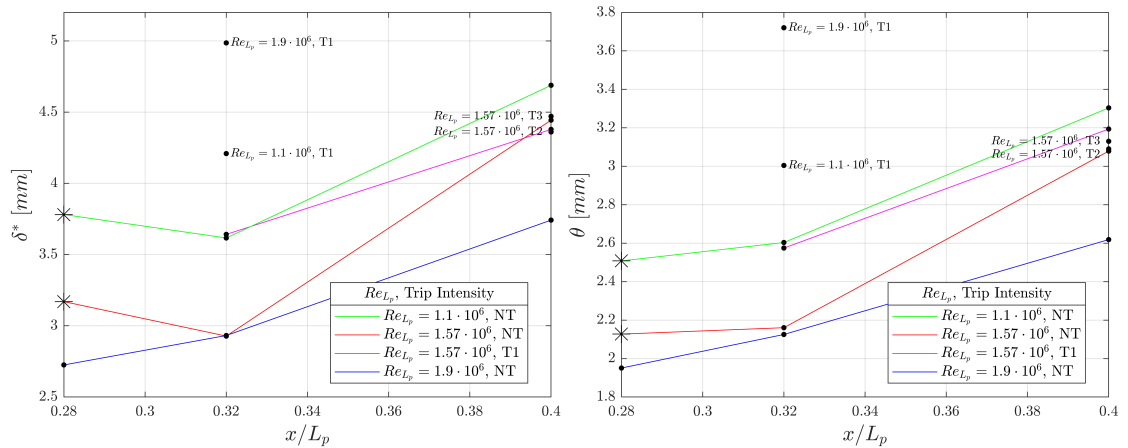 5
4.5
4
3.5
3
2.5
δ* [mm]
Re_{L_p} = 1.9 · 10^6, T1
Re_{L_p} = 1.57 · 10^6, T3
Re_{L_p} = 1.57 · 10^6, T2
Re_{L_p} = 1.1 · 10^6, T1
Re_{L_p}, Trip Intensity
Re_{L_p} = 1.1 · 10^6, NT
Re_{L_p} = 1.57 · 10^6, NT
Re_{L_p} = 1.57 · 10^6, T1
Re_{L_p} = 1.9 · 10^6, NT
0.28 0.3 0.32 0.34 0.36 0.38 0.4
x/L_p
3.8
3.6
3.4
3.2
3
2.8
2.6
2.4
2.2
2
1.8
θ [mm]
Re_{L_p} = 1.9 · 10^6, T1
Re_{L_p} = 1.57 · 10^6, T3
Re_{L_p} = 1.57 · 10^6, T2
Re_{L_p} = 1.1 · 10^6, T1
Re_{L_p}, Trip Intensity
Re_{L_p} = 1.1 · 10^6, NT
Re_{L_p} = 1.57 · 10^6, NT
Re_{L_p} = 1.57 · 10^6, T1
Re_{L_p} = 1.9 · 10^6, NT
0.28 0.3 0.32 0.34 0.36 0.38 0.4
x/L_p